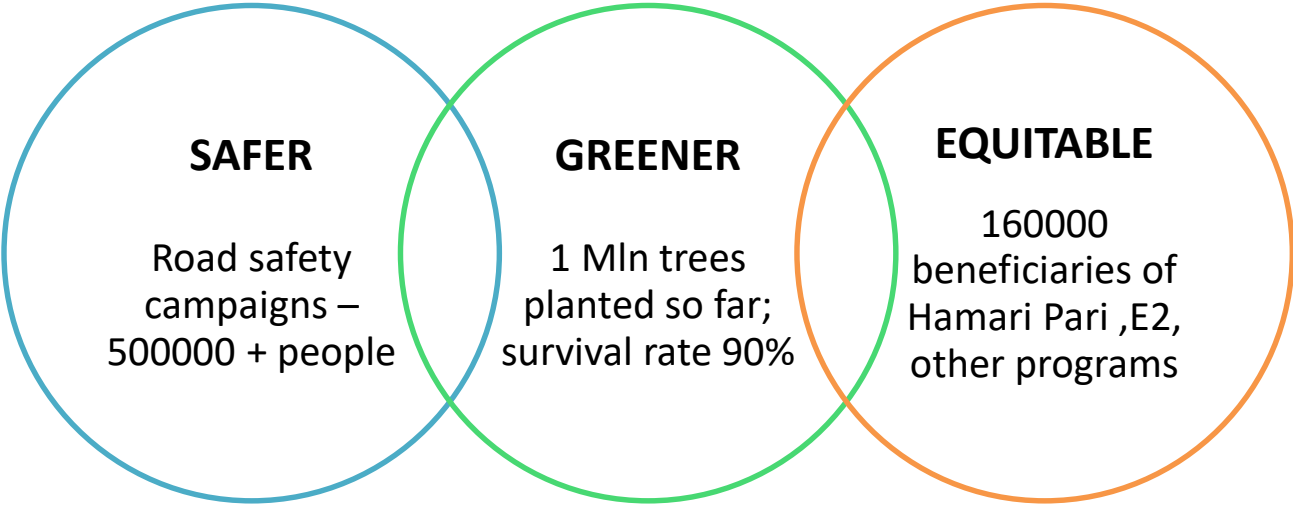 SAFER
Road safety
campaigns –
500000 + people
GREENER
1 Mln trees
planted so far;
survival rate 90%
EQUITABLE
160000
beneficiaries of
Hamari Pari ,E2,
other programs